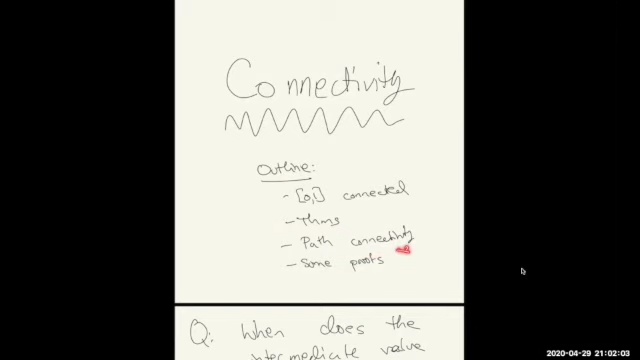 Connectivity
Outline:
- [0,1] connected
- Thms
- Path connectivity
- Some proofs
Q: When does the
intermediate value
2020-04-29 21:02:03